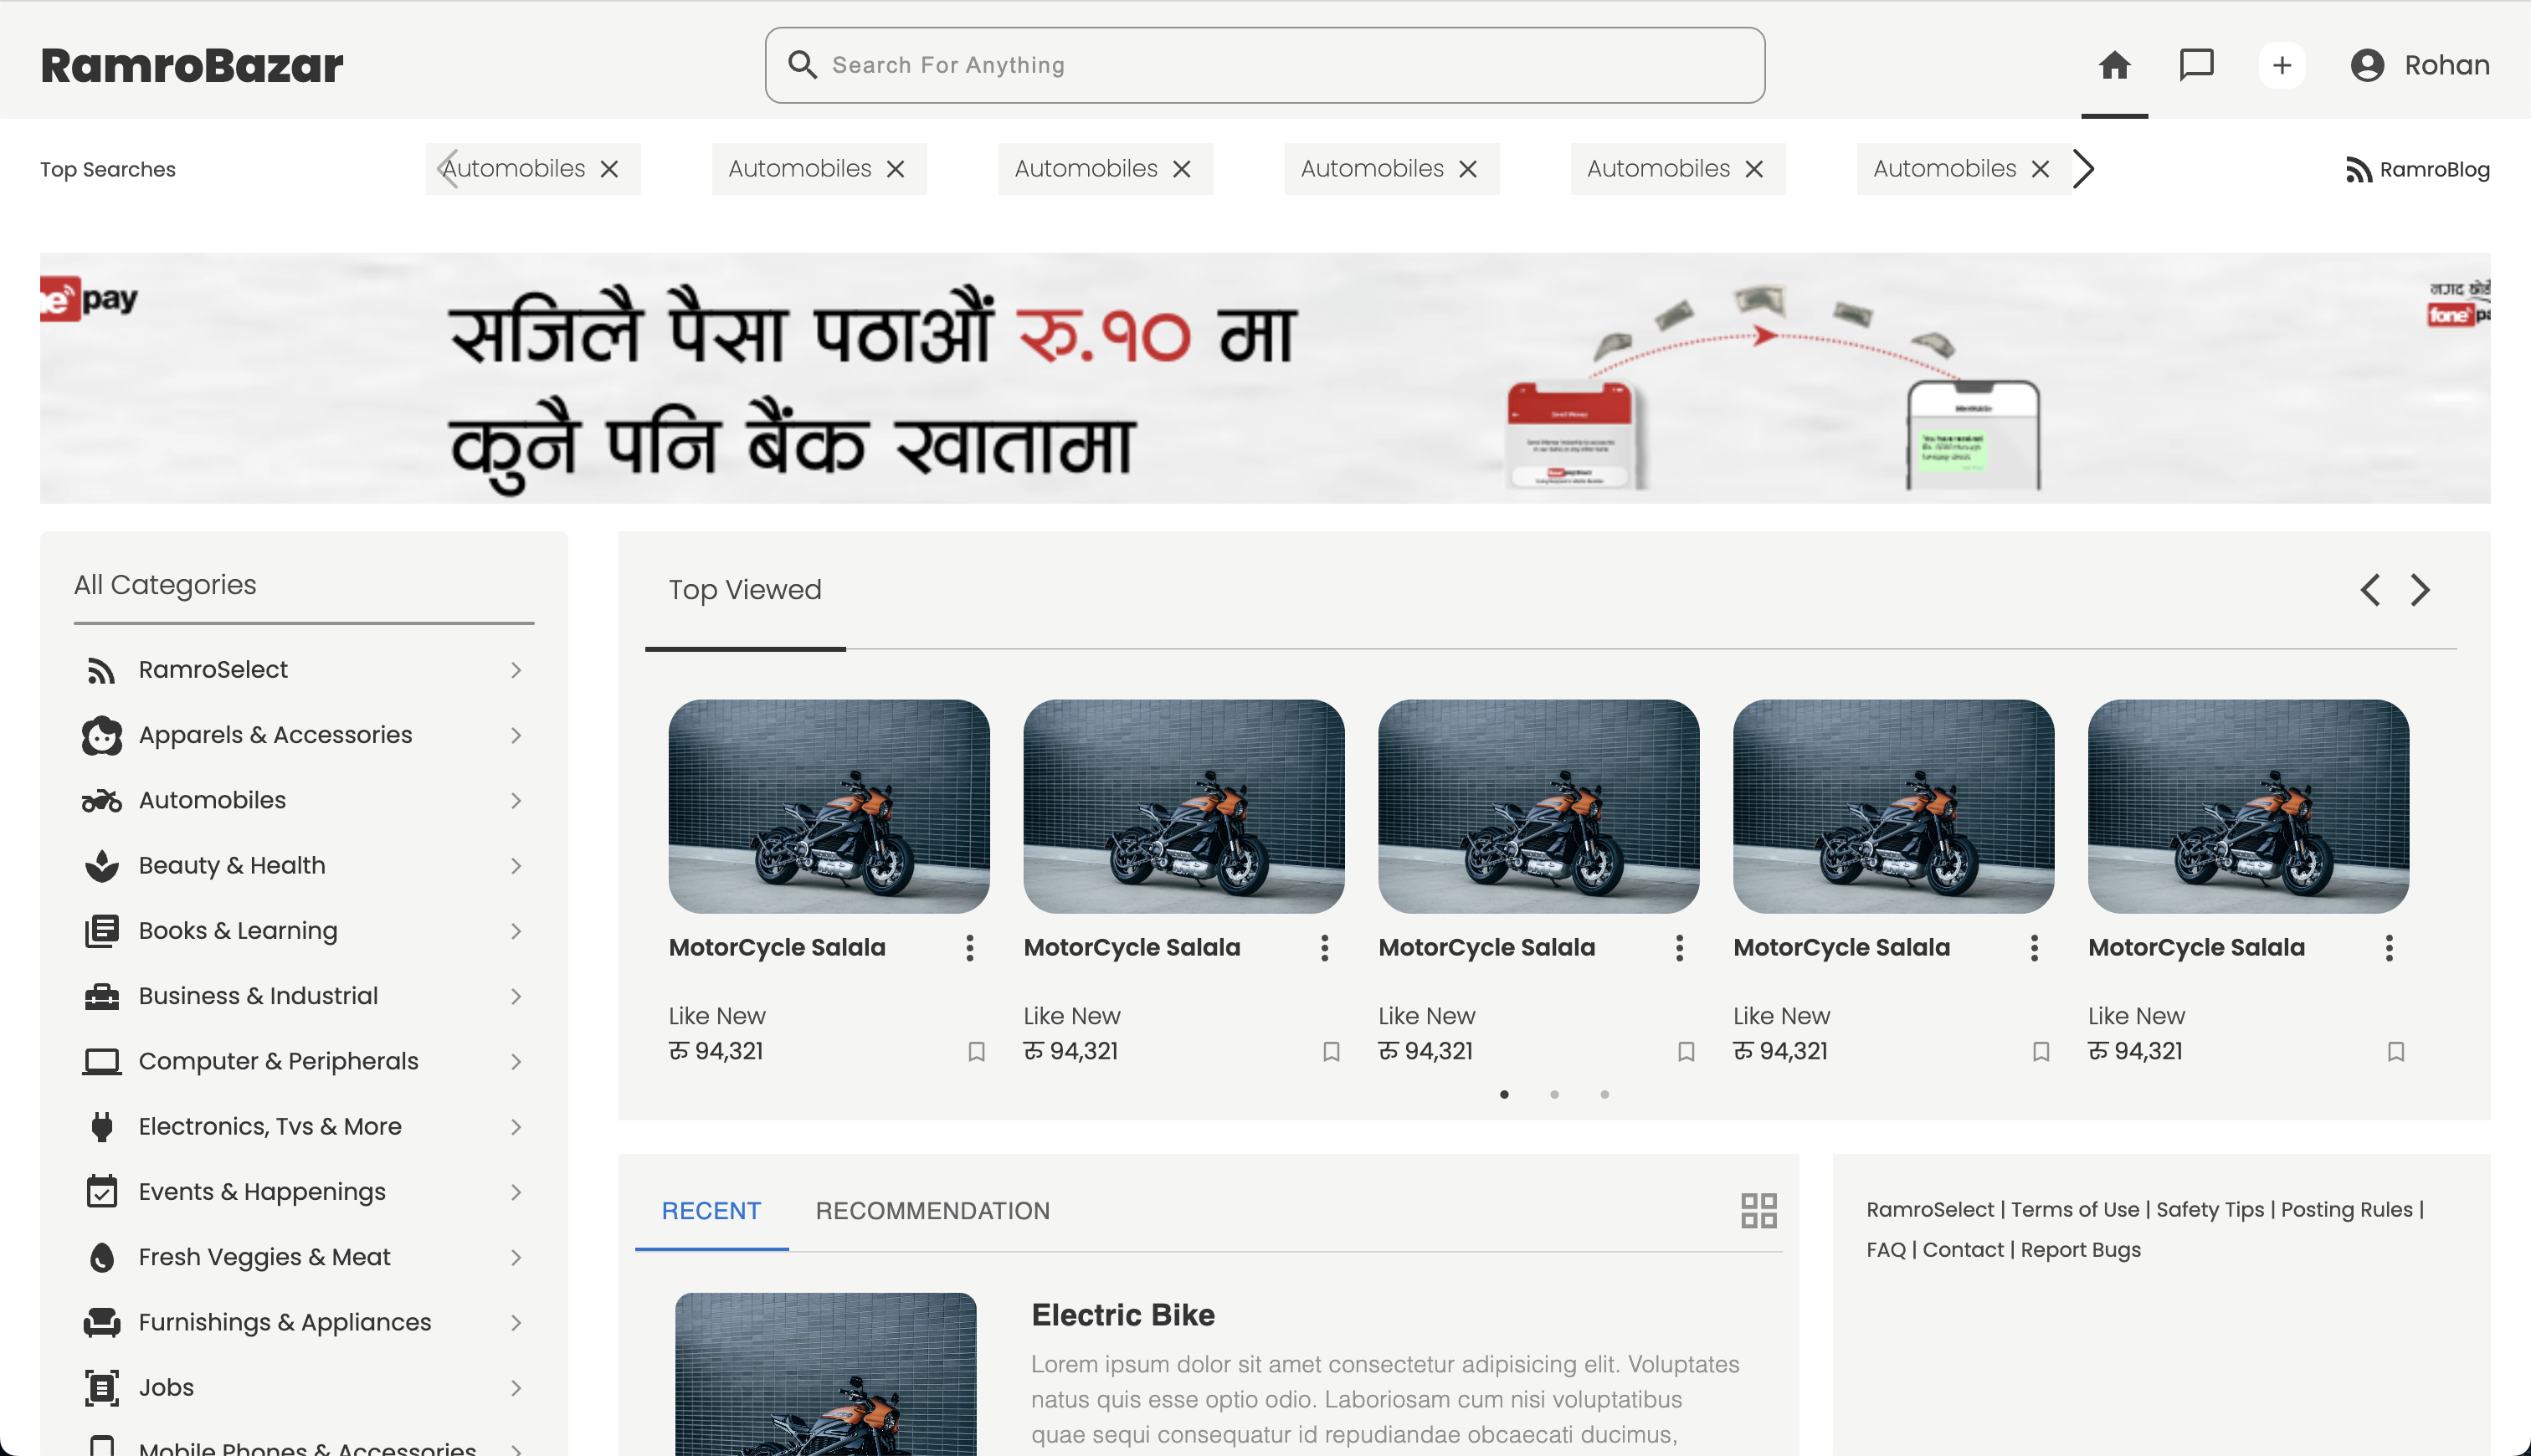 RamroBazar
Search For Anything
Rohan
Top Searches
Automobiles
Automobiles
Automobiles
Automobiles
Automobiles
Automobiles
RamroBlog
pay
सजिलै पैसा पठाऔं रु.१० मा
कुनै पनि बैंक खातामा
Send Money
नगद छोडौं
fone
All Categories
RamroSelect
Apparels & Accessories
Automobiles
Beauty & Health
Books & Learning
Business & Industrial
Computer & Peripherals
Electronics, Tvs & More
Events & Happenings
Fresh Veggies & Meat
Furnishings & Appliances
Jobs
Mobile Phones & Accessories
Top Viewed
MotorCycle Salala
Like New
रु 94,321
MotorCycle Salala
Like New
रु 94,321
MotorCycle Salala
Like New
रु 94,321
MotorCycle Salala
Like New
रु 94,321
MotorCycle Salala
Like New
रु 94,321
RECENT
RECOMMENDATION
Electric Bike
Lorem ipsum dolor sit amet consectetur adipisicing elit. Voluptates
natus quis esse optio odio. Laboriosam cum nisi voluptatibus
quae sequi consequatur id repudiandae obcaecati ducimus,
RamroSelect | Terms of Use | Safety Tips | Posting Rules |
FAQ | Contact | Report Bugs